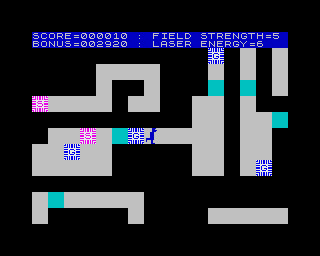 SCORE=000010 : FIELD STRENGTH=5
BONUS=002920 : LASER ENERGY=6
G
S
S G
G
G